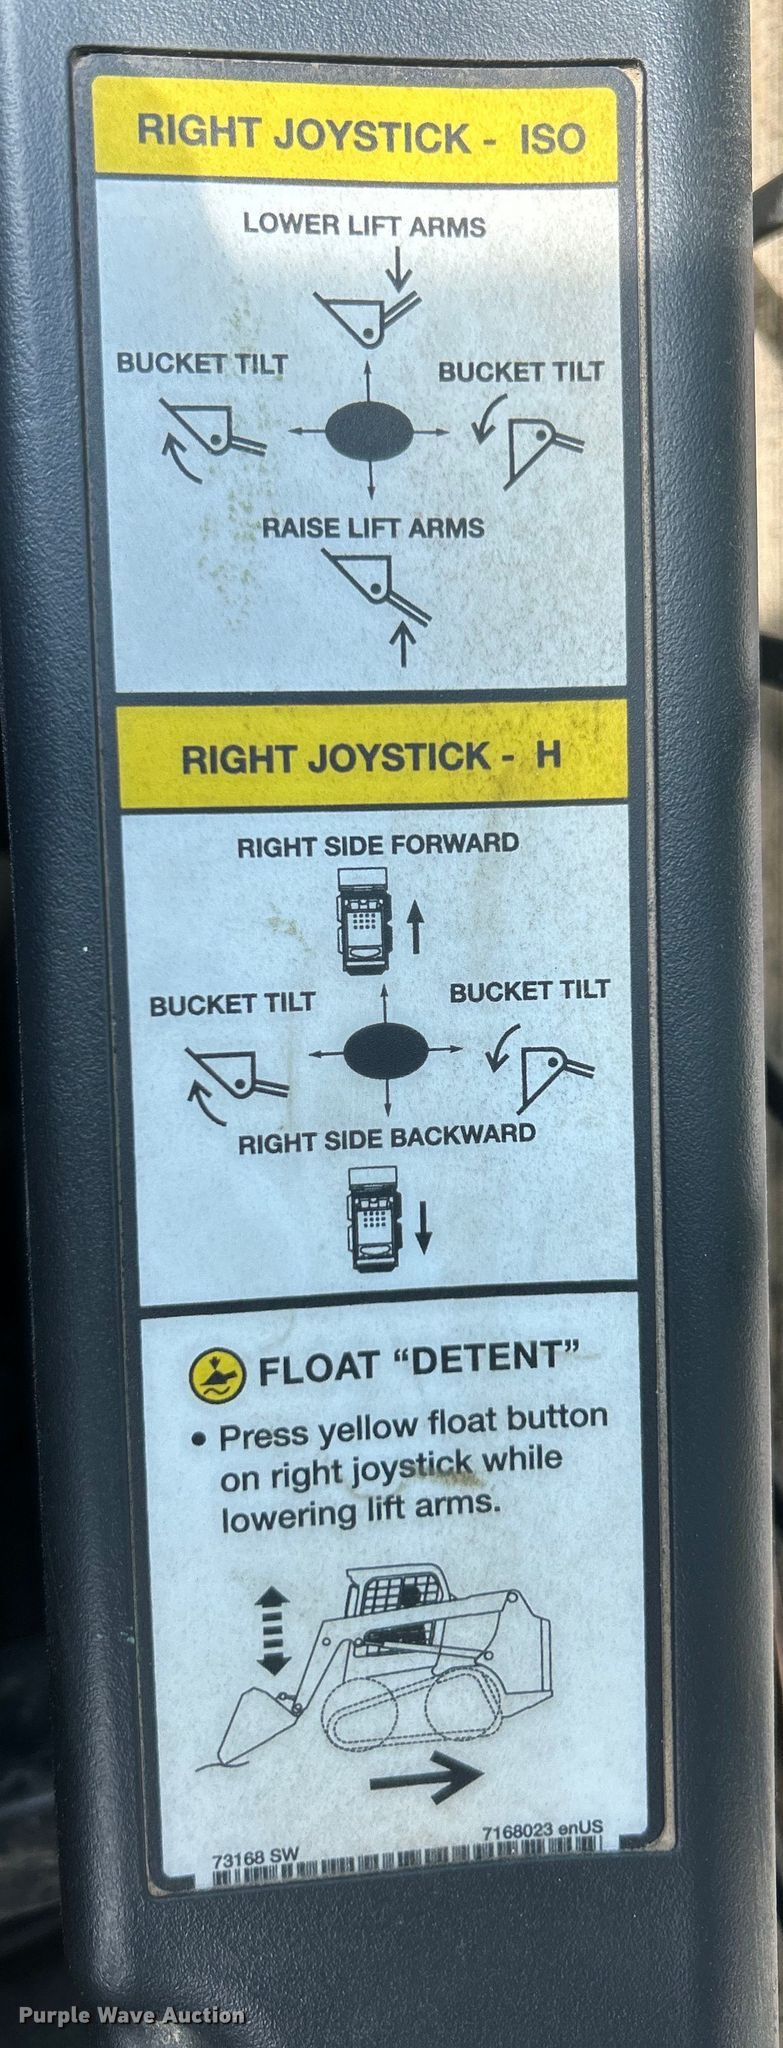 RIGHT JOYSTICK - ISO
LOWER LIFT ARMS
BUCKET TILT
BUCKET TILT
RAISE LIFT ARMS
RIGHT JOYSTICK - H
RIGHT SIDE FORWARD
BUCKET TILT
BUCKET TILT
RIGHT SIDE BACKWARD
FLOAT “DETENT”
• Press yellow float button
on right joystick while
lowering lift arms.
73168 SW
7168023 enUS
Purple Wave Auction